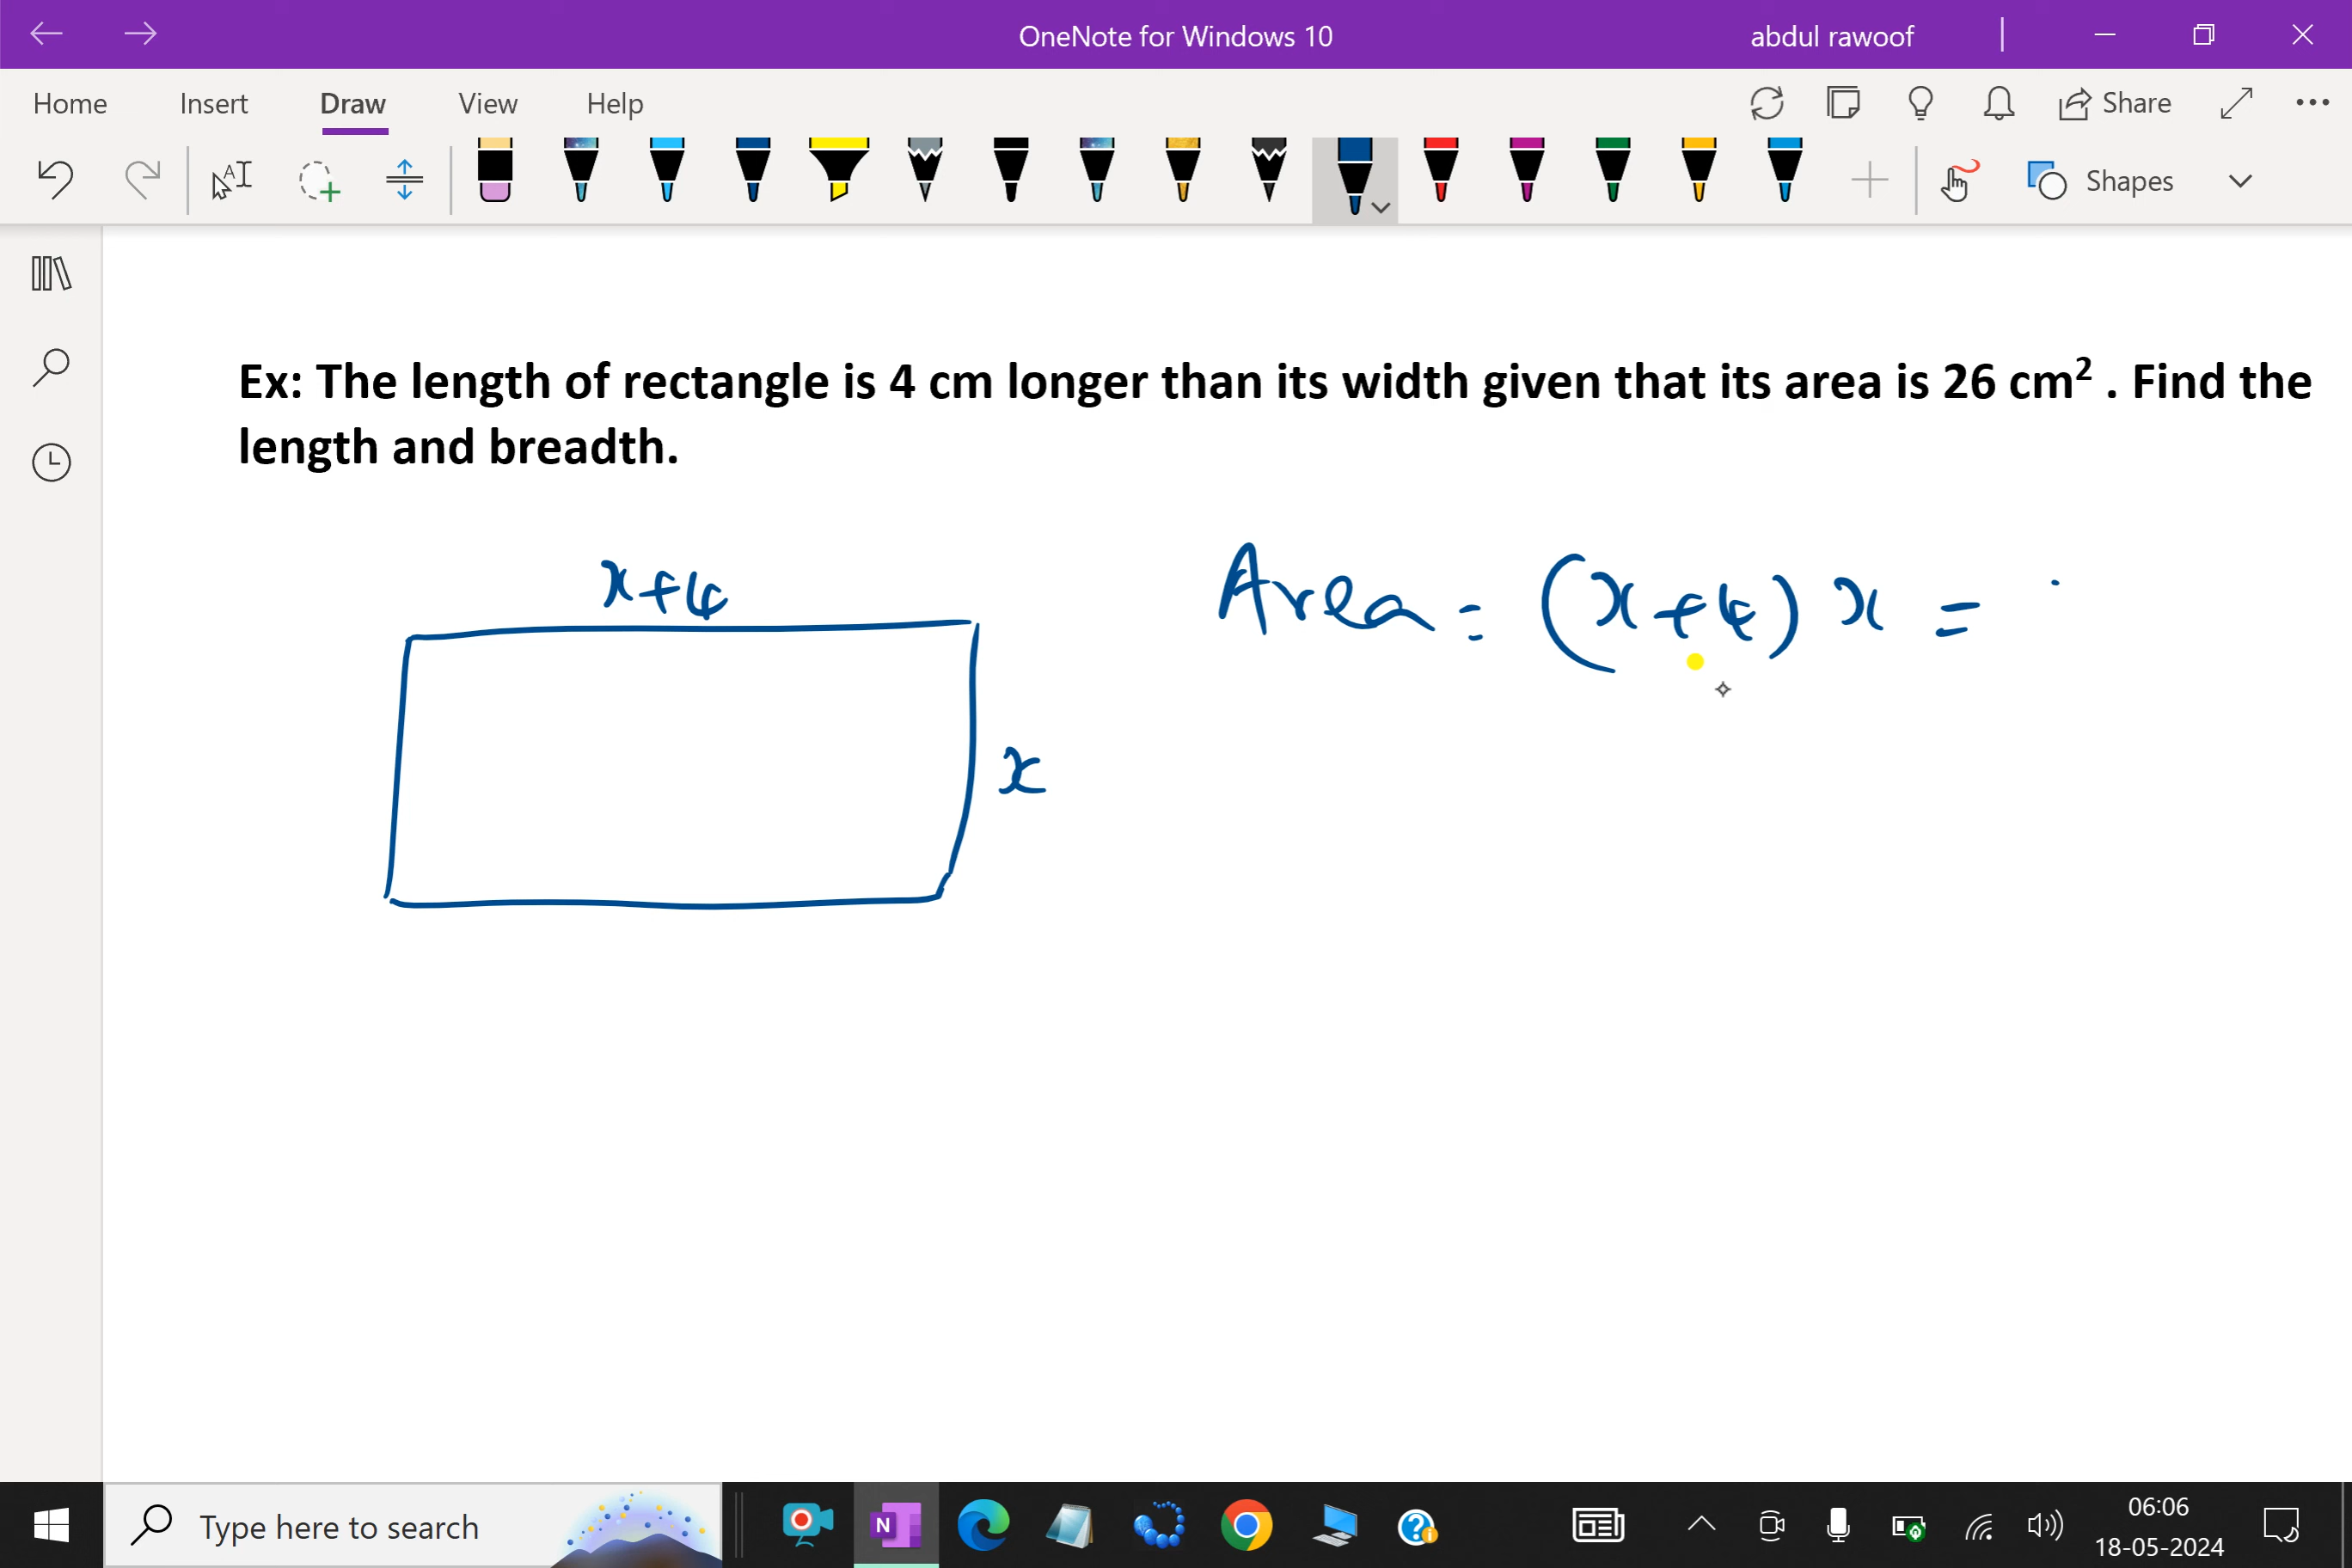 OneNote for Windows 10
abdul rawoof
Home Insert Draw View Help
Share
Shapes
Ex: The length of rectangle is 4 cm longer than its width given that its area is 26 cm² . Find the
length and breadth.
x+4
Area = (x+4) x =
x
Type here to search
06:06
18-05-2024